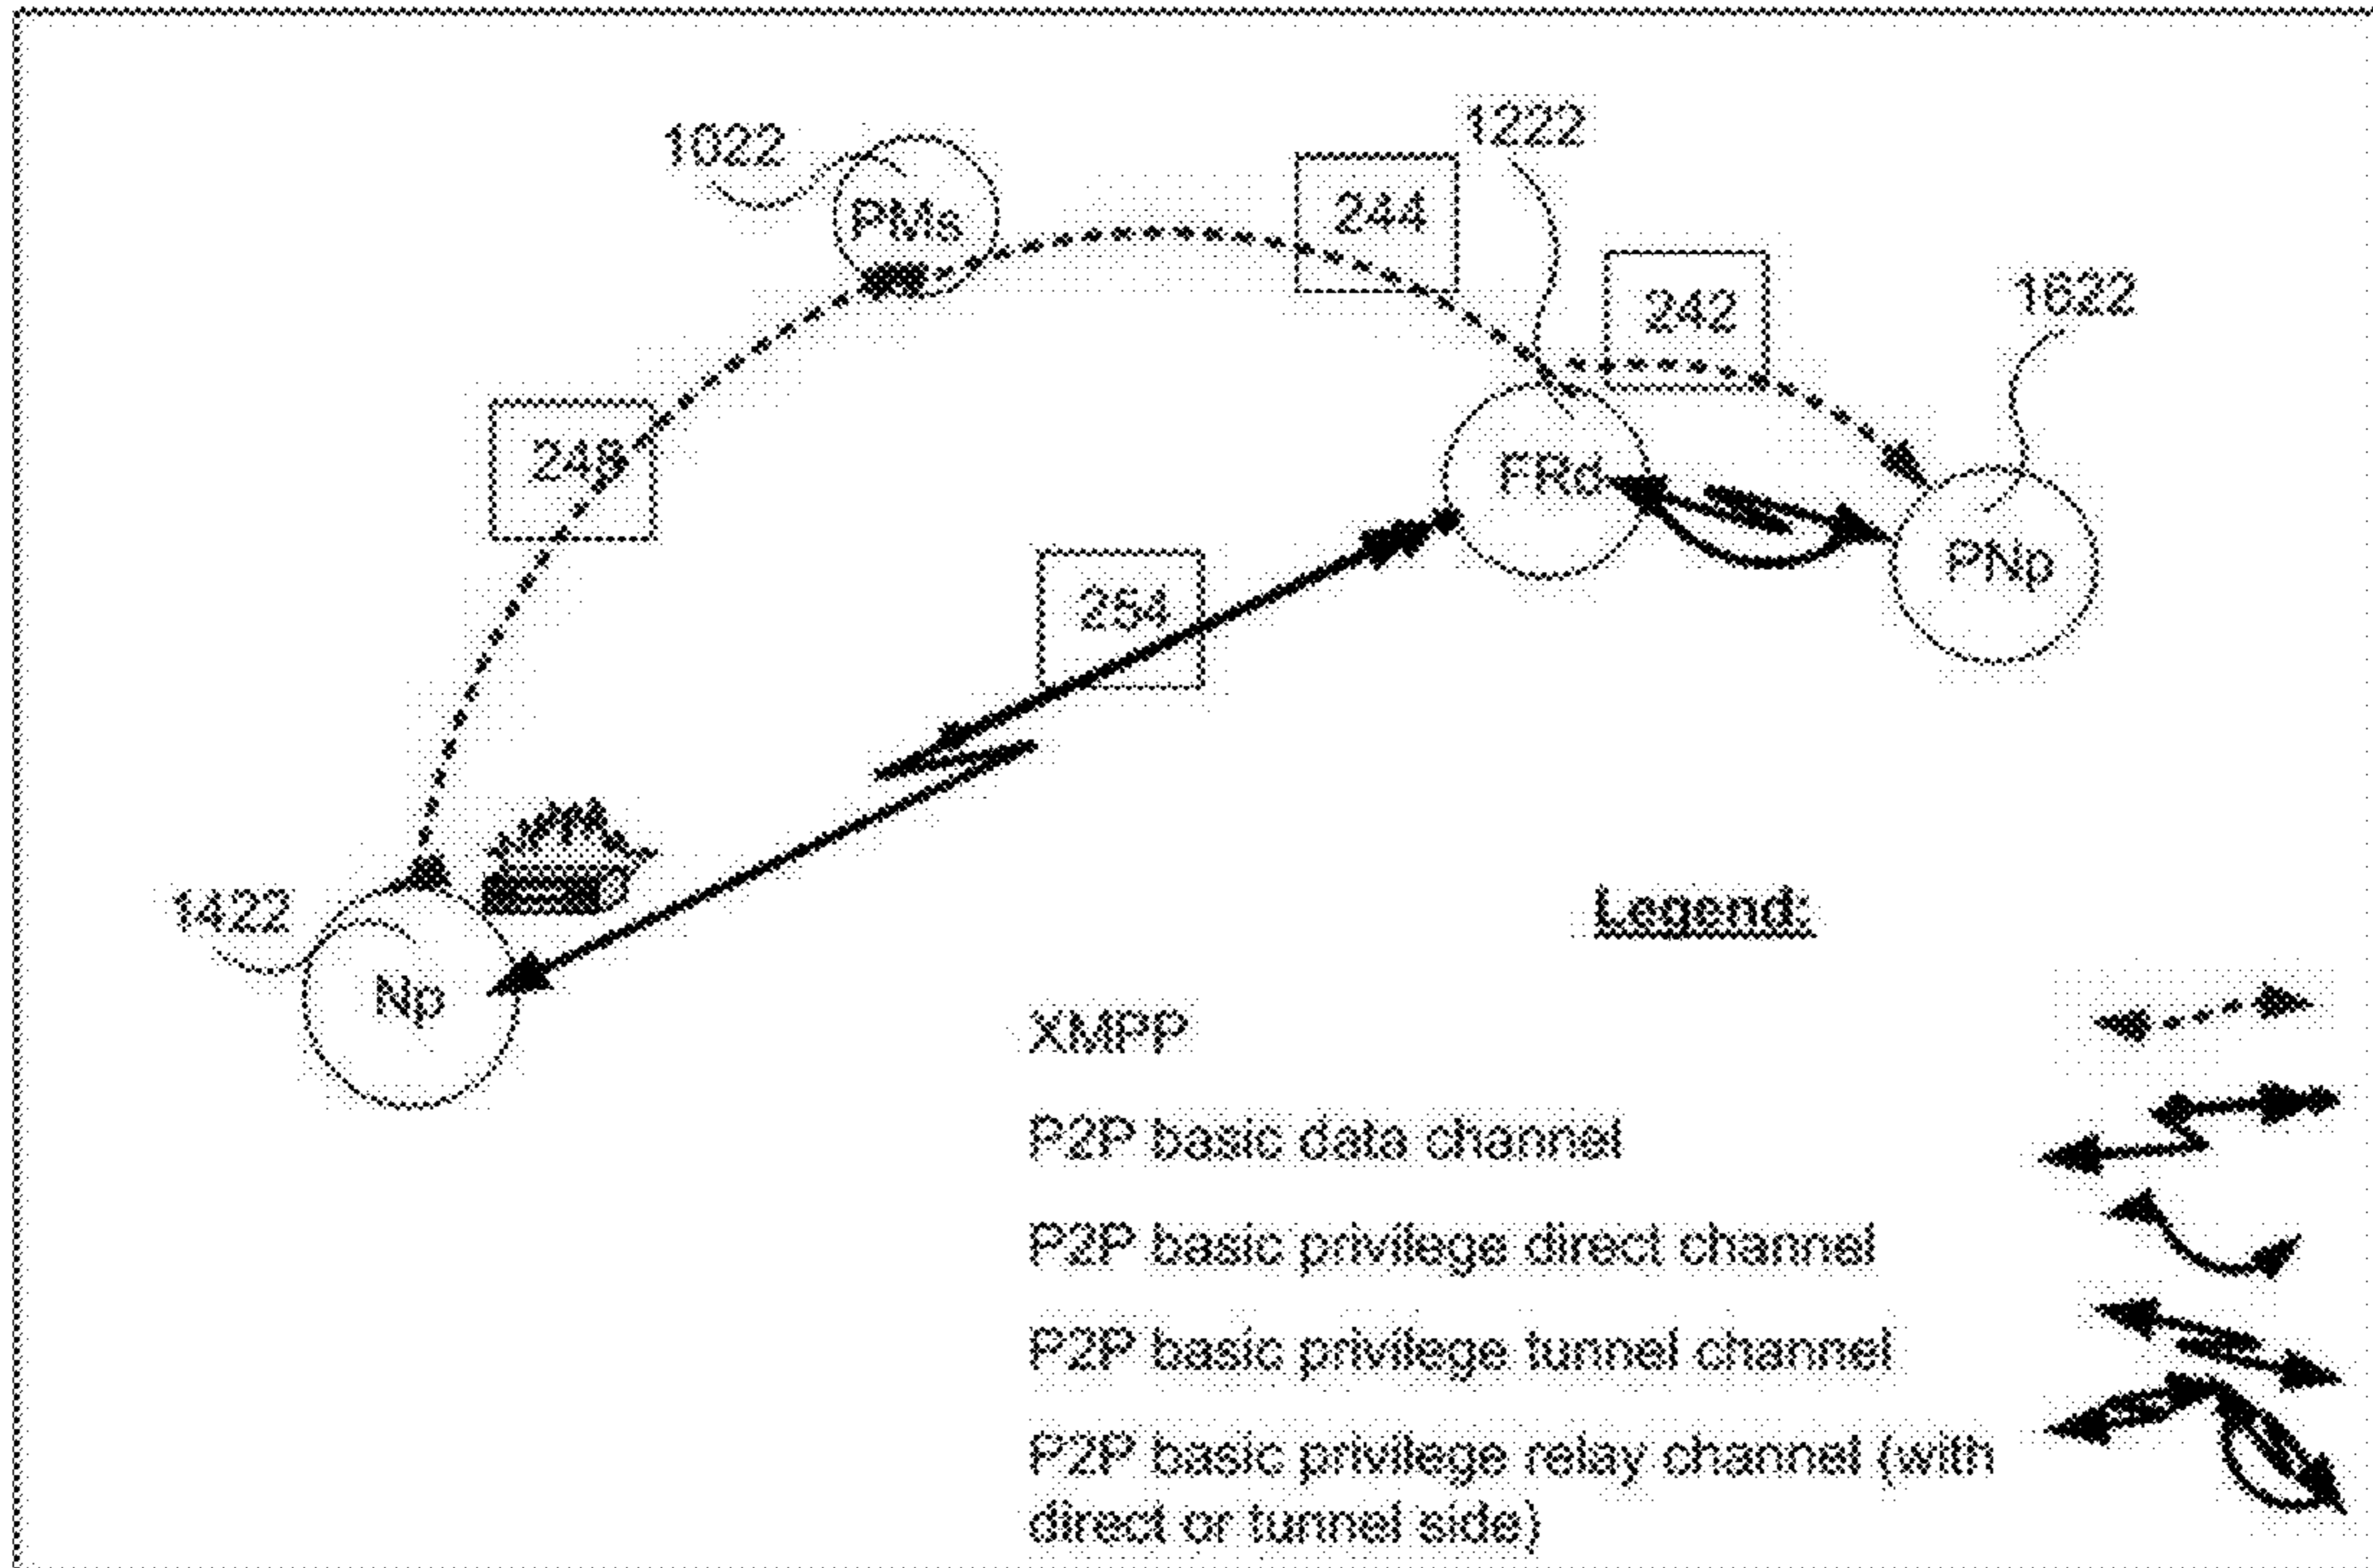 1022
1222
PMs
244
242
1622
248
FRd
PNp
254
1422
Np
Legend:
XMPP
P2P basic data channel
P2P basic privilege direct channel
P2P basic privilege tunnel channel
P2P basic privilege relay channel (with
direct or tunnel side)